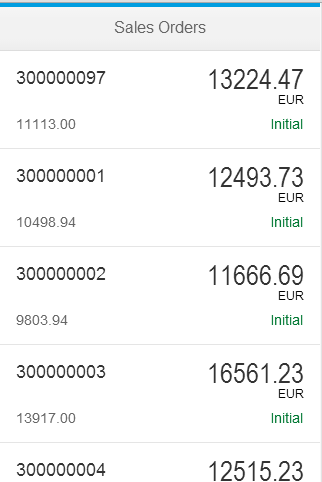 Sales Orders
300000097 13224.47
EUR
11113.00 Initial
300000001 12493.73
EUR
10498.94 Initial
300000002 11666.69
EUR
9803.94 Initial
300000003 16561.23
EUR
13917.00 Initial
300000004 12515.23